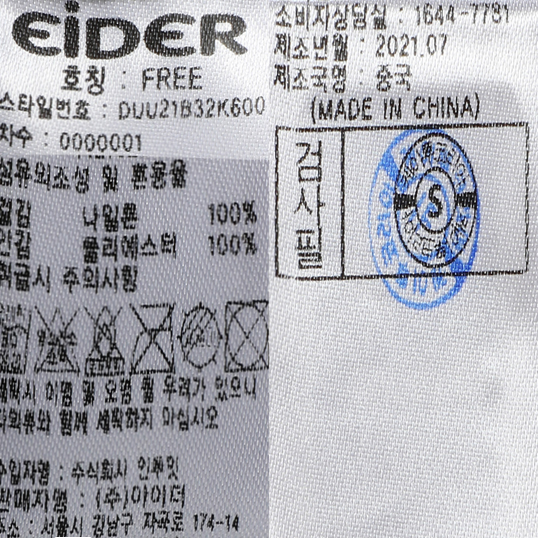 EiDER
호칭 : FREE
스타일번호 : DUU21B32K600
차수 : 0000001
섬유의조성 및 혼용율
겉감 나일론 100%
안감 폴리에스터 100%
취급시 주의사항
세탁시 이염 및 오염 될 우려가 있으니
타의류와 함께 세탁하지 마십시오
수입자명 : 주식회사 인투잇
판매자명 : (주)아이더
주소 : 서울시 강남구 자곡로 174-14
소비자상담실 : 1644-7781
제조년월 : 2021.07
제조국명 : 중국
(MADE IN CHINA)
검사필
S